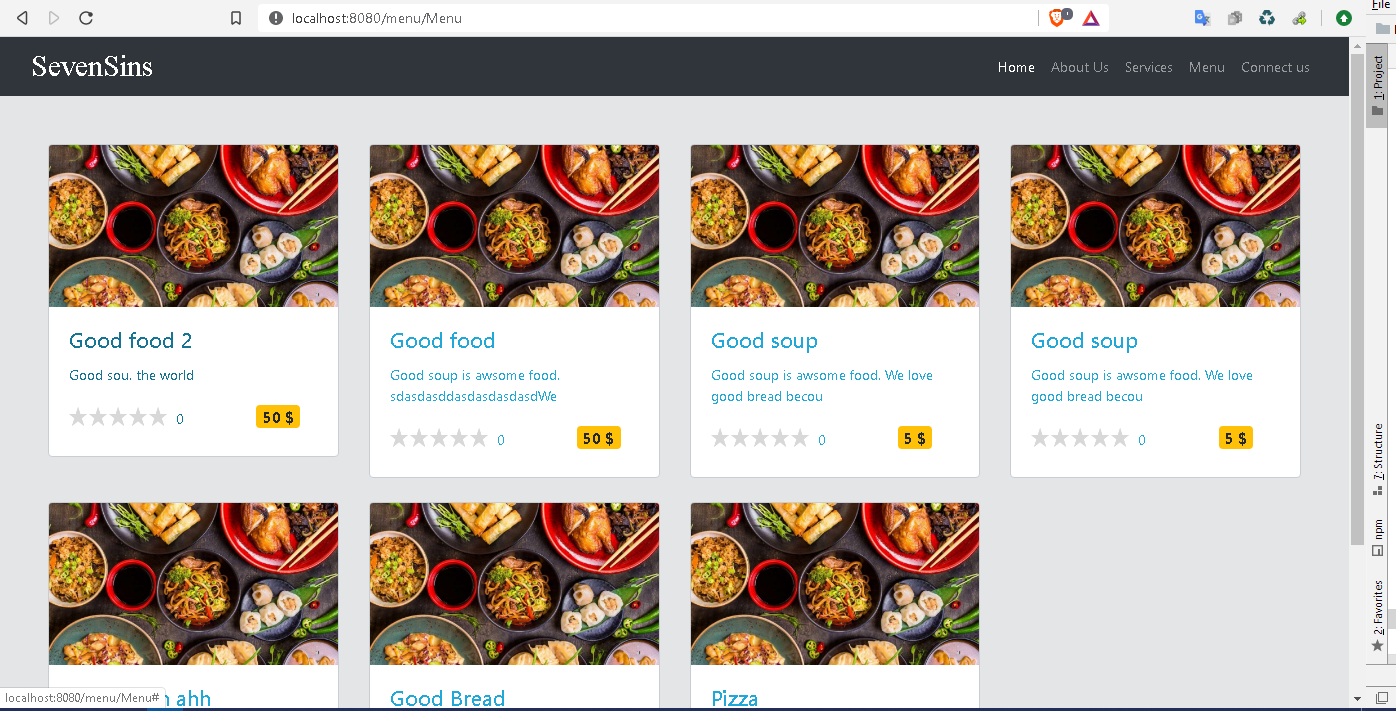 localhost:8080/menu/Menu
File
SevenSins
Home About Us Services Menu Connect us
1: Project
Good food 2
Good sou. the world
0 50 $
Good food
Good soup is awsome food.
sdasdasddasdasdasdasdWe
0 50 $
Good soup
Good soup is awsome food. We love
good bread becou
0 5 $
Good soup
Good soup is awsome food. We love
good bread becou
0 5 $
7: Structure
npm
2: Favorites
ahh
Good Bread
Pizza
localhost:8080/menu/Menu#